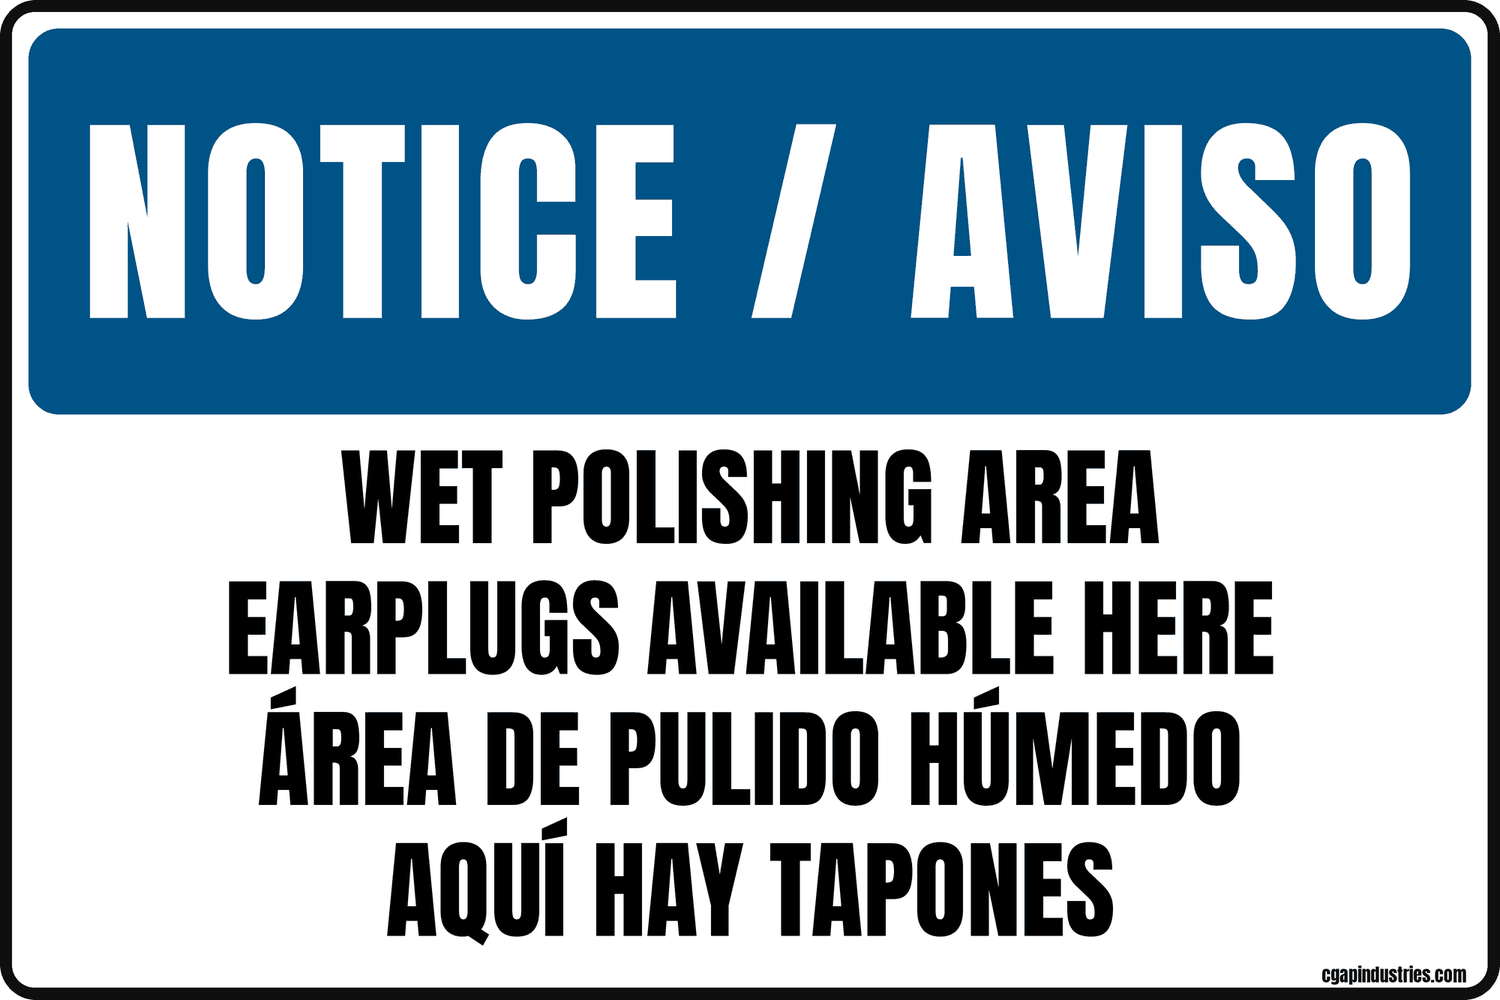 NOTICE / AVISO
WET POLISHING AREA
EARPLUGS AVAILABLE HERE
ÁREA DE PULIDO HÚMEDO
AQUÍ HAY TAPONES
cgapindustries.com